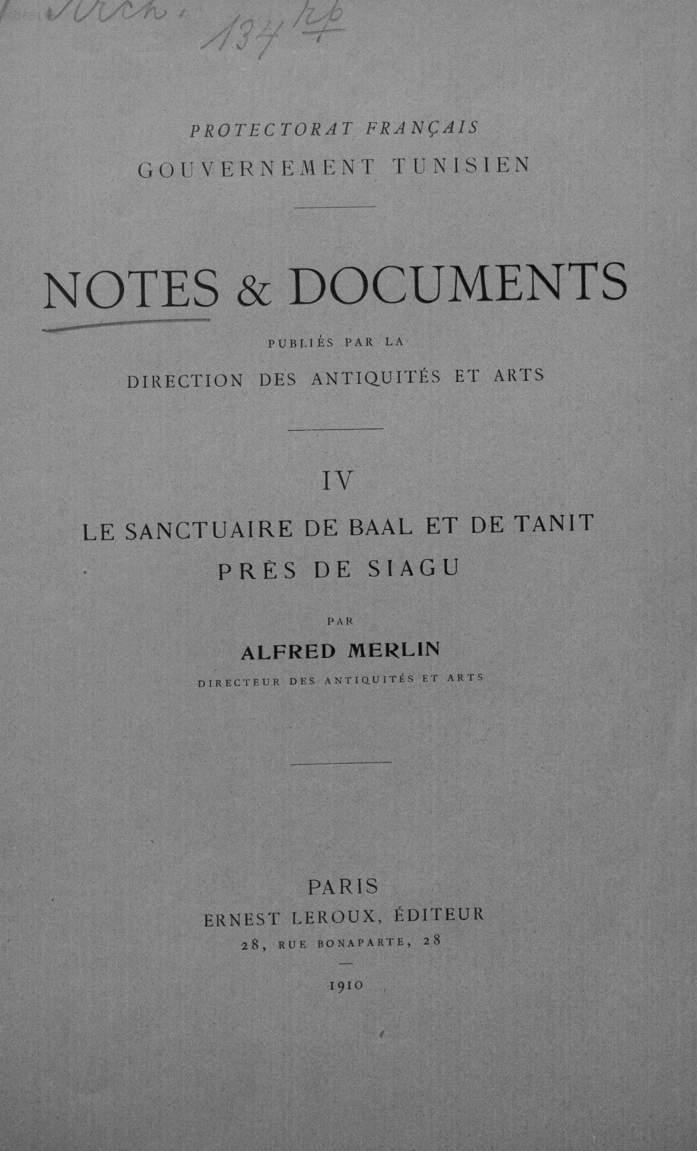 Arch.
134
PROTECTORAT FRANÇAIS
GOUVERNEMENT TUNISIEN
NOTES & DOCUMENTS
PUBLIÉS PAR LA
DIRECTION DES ANTIQUITÉS ET ARTS
IV
LE SANCTUAIRE DE BAAL ET DE TANIT
PRÈS DE SIAGU
PAR
ALFRED MERLIN
DIRECTEUR DES ANTIQUITÉS ET ARTS
PARIS
ERNEST LEROUX, ÉDITEUR
28, RUE BONAPARTE, 28
1910